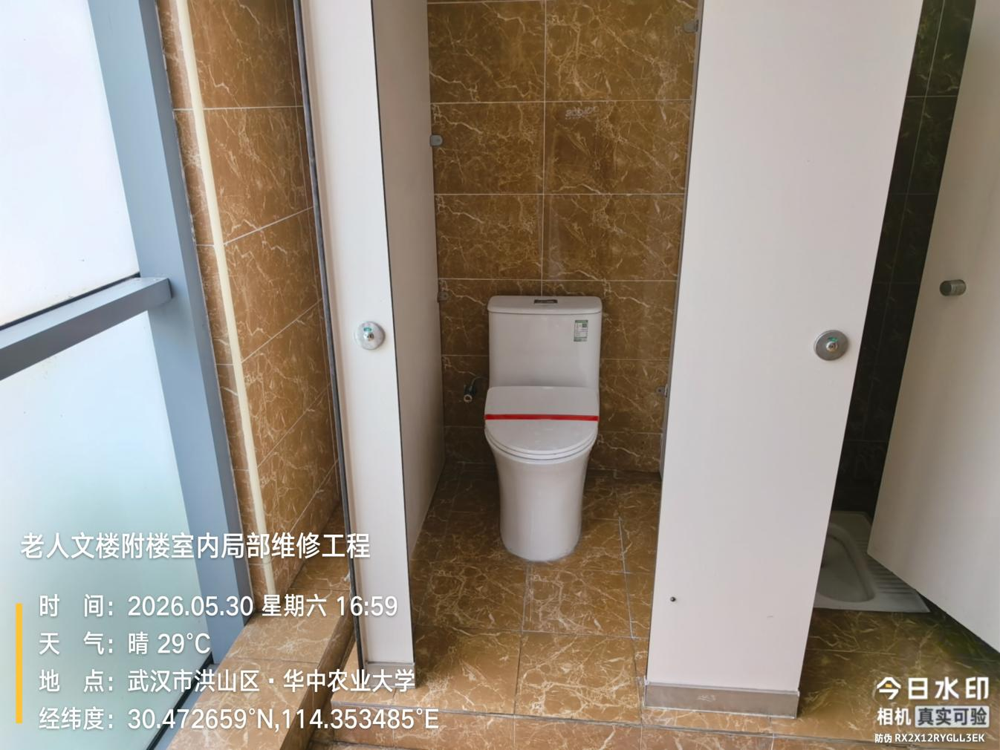 老人文楼附楼室内局部维修工程
时 间：2026.05.30 星期六 16:59
天 气：晴 29°C
地 点：武汉市洪山区·华中农业大学
经纬度：30.472659°N,114.353485°E
今日水印
相机 真实可验
防伪 RX2X12RYGLL3EK